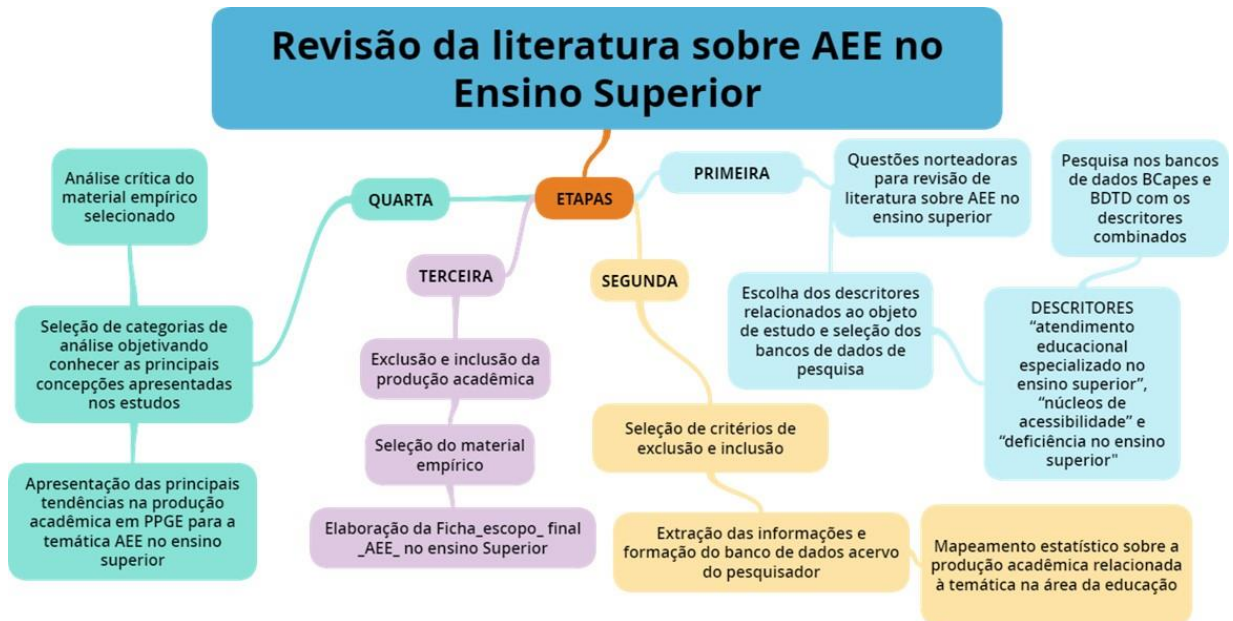 Revisão da literatura sobre AEE no
Ensino Superior
ETAPAS
PRIMEIRA
Questões norteadoras
para revisão de
literatura sobre AEE no
ensino superior
Escolha dos descritores
relacionados ao objeto
de estudo e seleção dos
bancos de dados de
pesquisa
DESCRITORES
“atendimento
educacional
especializado no
ensino superior”,
“núcleos de
acessibilidade” e
“deficiência no ensino
superior"
Pesquisa nos bancos
de dados BCapes e
BDTD com os
descritores
combinados
SEGUNDA
Seleção de critérios de
exclusão e inclusão
Extração das informações e
formação do banco de dados acervo
do pesquisador
Mapeamento estatístico sobre a
produção acadêmica relacionada
à temática na área da educação
TERCEIRA
Exclusão e inclusão da
produção acadêmica
Seleção do material
empírico
Elaboração da Ficha_escopo_ final
_AEE_ no ensino Superior
QUARTA
Análise crítica do
material empírico
selecionado
Seleção de categorias de
análise objetivando
conhecer as principais
concepções apresentadas
nos estudos
Apresentação das principais
tendências na produção
acadêmica em PPGE para a
temática AEE no ensino
superior